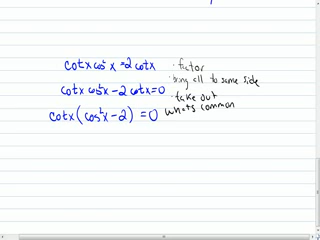 cotx cos²x = 2 cotx
· factor
· bring all to same side
cotx cos²x - 2 cotx = 0
· take out
whats common
cotx (cos²x - 2) = 0